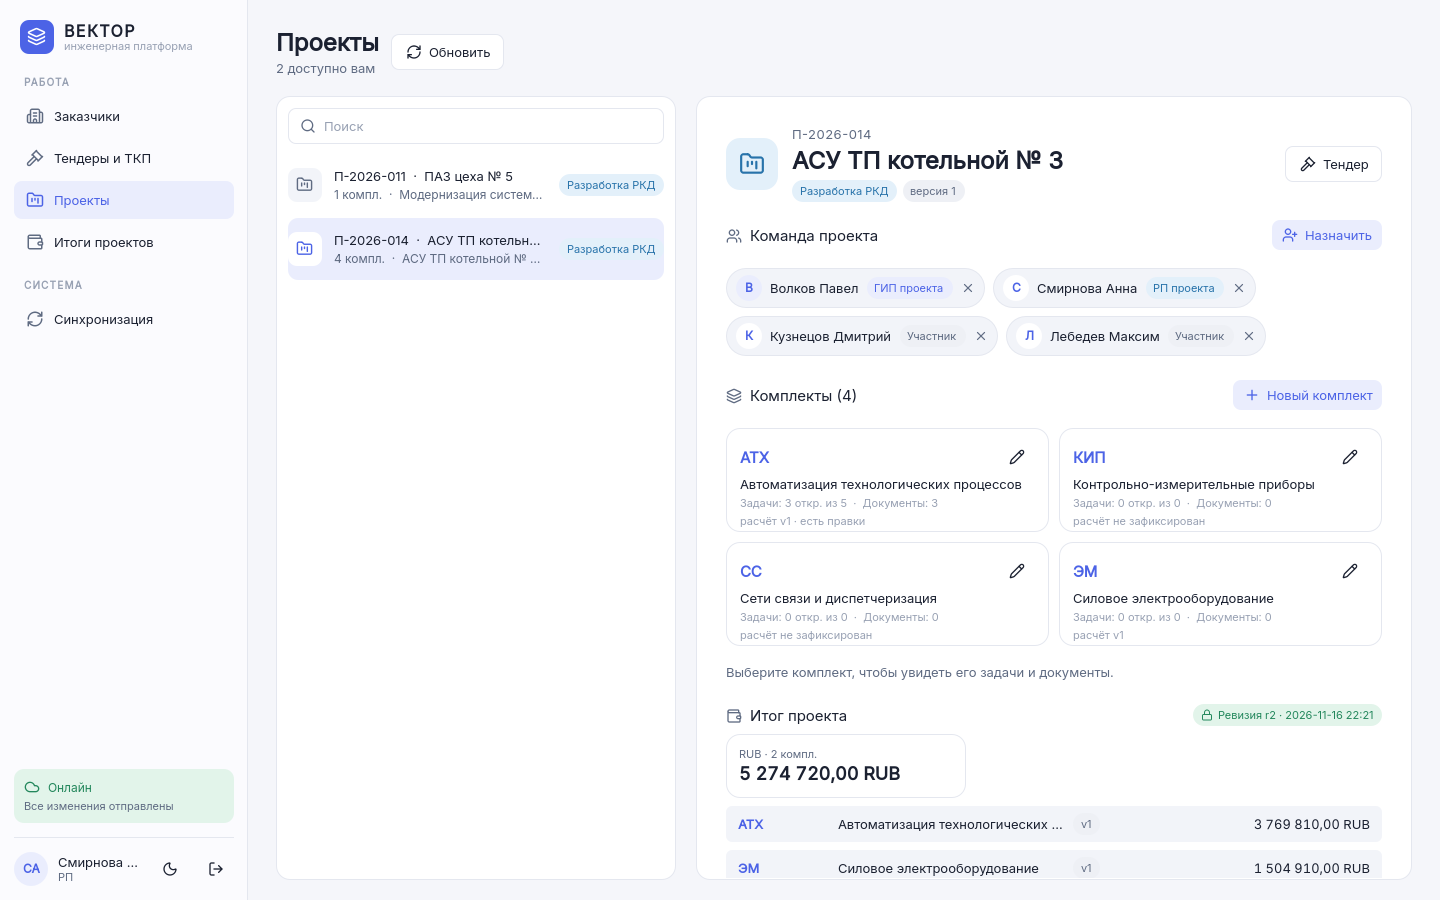 ВЕКТОР
инженерная платформа
РАБОТА
Заказчики
Тендеры и ТКП
Проекты
Итоги проектов
СИСТЕМА
Синхронизация
Онлайн
Все изменения отправлены
СА
Смирнова ...
РП
Проекты
2 доступно вам
Обновить
Поиск
П-2026-011 · ПАЗ цеха № 5
1 компл. · Модернизация систем...
Разработка РКД
П-2026-014 · АСУ ТП котельн...
4 компл. · АСУ ТП котельной № ...
Разработка РКД
П-2026-014
АСУ ТП котельной № 3
Разработка РКД
версия 1
Тендер
Команда проекта
Назначить
В Волков Павел ГИП проекта
С Смирнова Анна РП проекта
К Кузнецов Дмитрий Участник
Л Лебедев Максим Участник
Комплекты (4)
Новый комплект
АТХ
Автоматизация технологических процессов
Задачи: 3 откр. из 5 · Документы: 3
расчёт v1 · есть правки
КИП
Контрольно-измерительные приборы
Задачи: 0 откр. из 0 · Документы: 0
расчёт не зафиксирован
СС
Сети связи и диспетчеризация
Задачи: 0 откр. из 0 · Документы: 0
расчёт не зафиксирован
ЭМ
Силовое электрооборудование
Задачи: 0 откр. из 0 · Документы: 0
расчёт v1
Выберите комплект, чтобы увидеть его задачи и документы.
Итог проекта
Ревизия r2 · 2026-11-16 22:21
RUB · 2 компл.
5 274 720,00 RUB
АТХ Автоматизация технологических ... v1 3 769 810,00 RUB
ЭМ Силовое электрооборудование v1 1 504 910,00 RUB